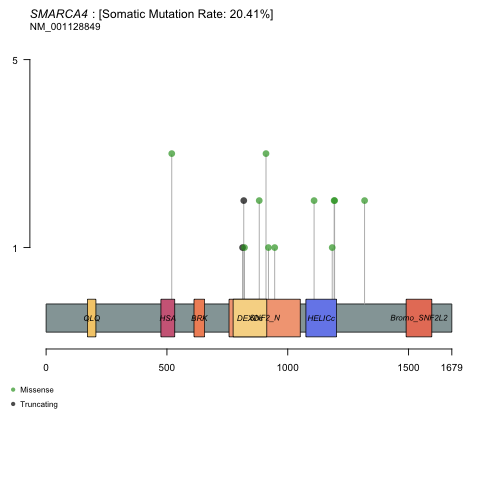 SMARCA4 : [Somatic Mutation Rate: 20.41%]
NM_001128849
5
1
QLQ HSA BRK DEXDc SNF2_N HELICc Bromo_SNF2L2
0 500 1000 1500 1679
Missense
Truncating